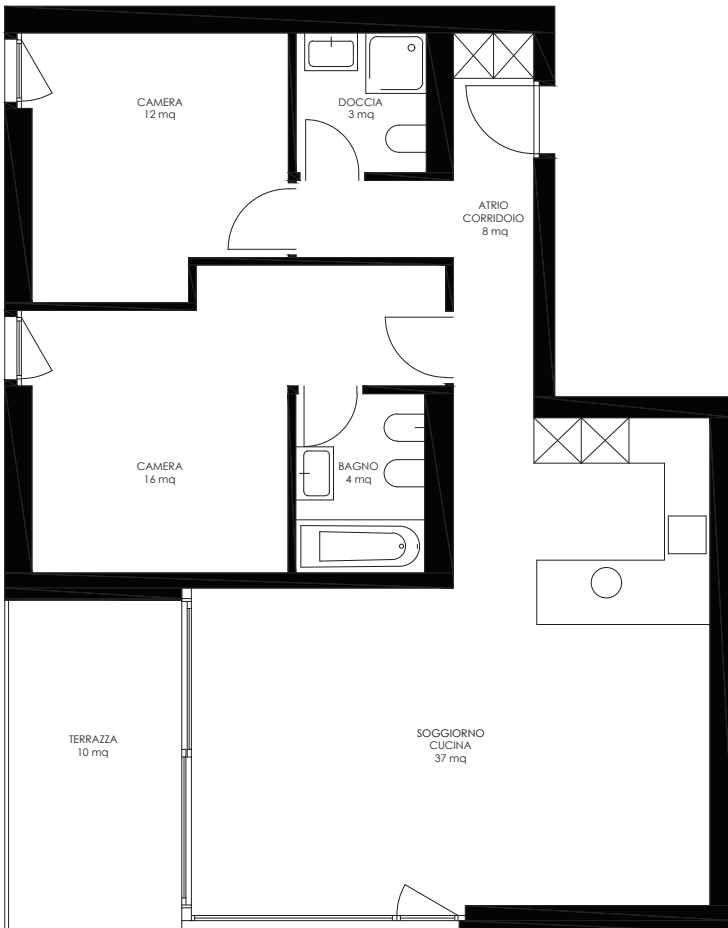 CAMERA
12 mq
DOCCIA
3 mq
ATRIO
CORRIDOIO
8 mq
CAMERA
16 mq
BAGNO
4 mq
TERRAZZA
10 mq
SOGGIORNO
CUCINA
37 mq